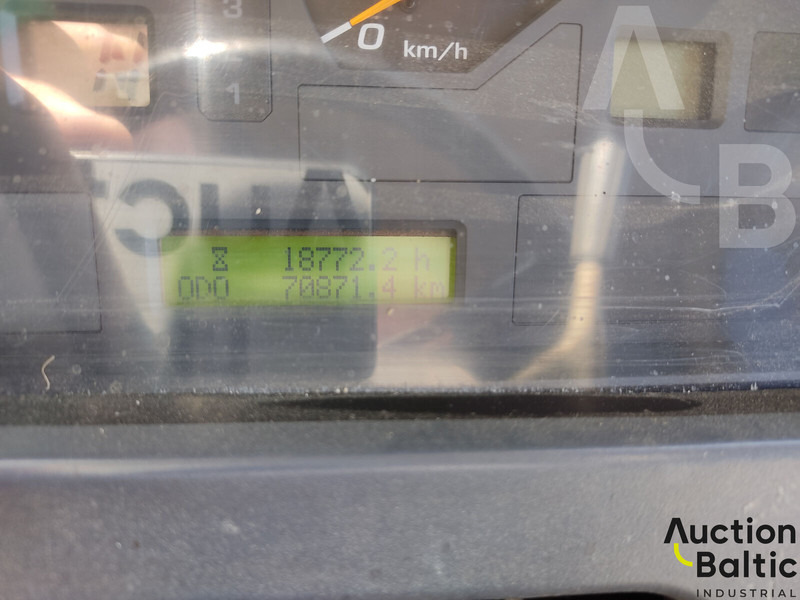 3
1
0 km/h
18772.2 h
ODO 70871.4 km
B
Auction
Baltic
INDUSTRIAL